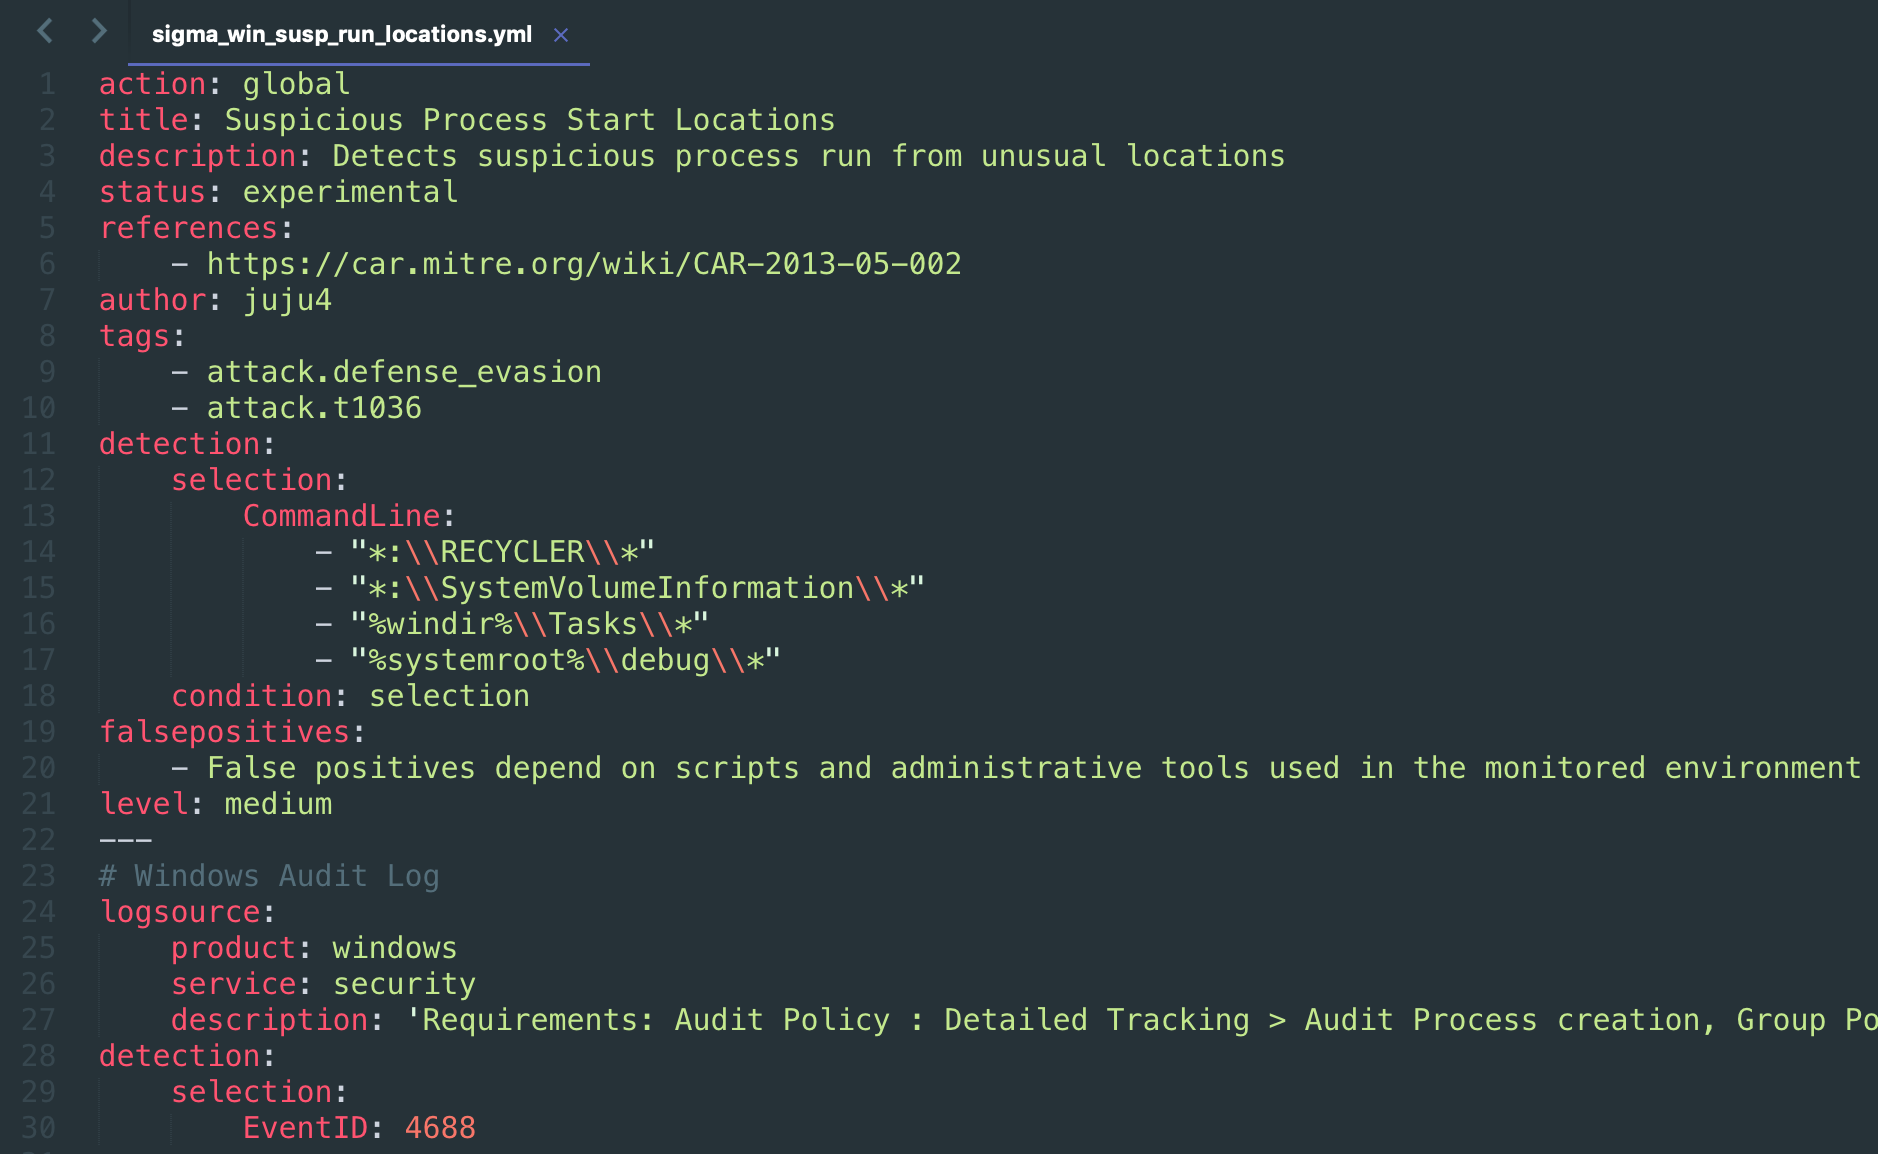 sigma_win_susp_run_locations.yml ×
1 action: global
2 title: Suspicious Process Start Locations
3 description: Detects suspicious process run from unusual locations
4 status: experimental
5 references:
6     - https://car.mitre.org/wiki/CAR-2013-05-002
7 author: juju4
8 tags:
9     - attack.defense_evasion
10     - attack.t1036
11 detection:
12     selection:
13         CommandLine:
14             - "*:\\RECYCLER\\*"
15             - "*:\\SystemVolumeInformation\\*"
16             - "%windir%\\Tasks\\*"
17             - "%systemroot%\\debug\\*"
18     condition: selection
19 falsepositives:
20     - False positives depend on scripts and administrative tools used in the monitored environment
21 level: medium
22 ---
23 # Windows Audit Log
24 logsource:
25     product: windows
26     service: security
27     description: 'Requirements: Audit Policy : Detailed Tracking > Audit Process creation, Group Po
28 detection:
29     selection:
30         EventID: 4688